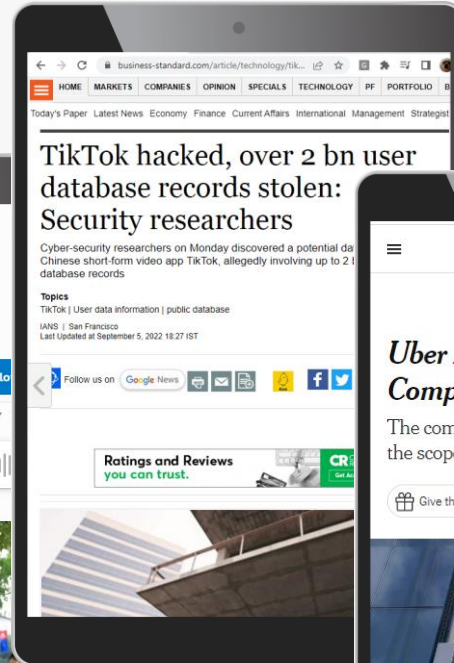 business-standard.com/article/technology/tik...
HOME MARKETS COMPANIES OPINION SPECIALS TECHNOLOGY PF PORTFOLIO
Today's Paper Latest News Economy Finance Current Affairs International Management Strategist
TikTok hacked, over 2 bn user
database records stolen:
Security researchers
Cyber-security researchers on Monday discovered a potential
Chinese short-form video app TikTok, allegedly involving up to 2
database records
Topics
TikTok | User data information | public database
IANS | San Francisco
Last Updated at September 5, 2022 18:27 IST
Follow us on Google News
Ratings and Reviews
you can trust.
CR
Uber
Comp
The com
the scop
Give th